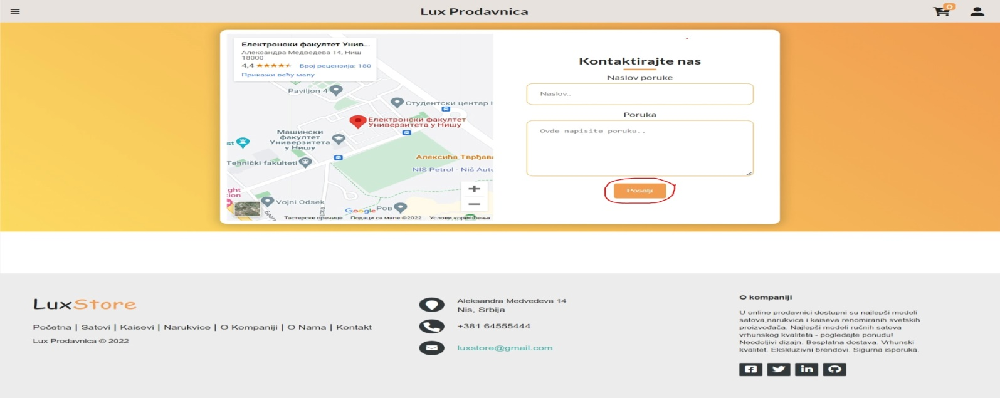 Lux Prodavnica
0
Електронски факултет Унив...
Александра Медведева 14, Ниш
18000
4,4
Број рецензија: 180
Прикажи већу мапу
Paviljon 4
Студентски центар
Електронски факултет
Универзитета у Нишу
Машински
факултет
Универзитета
у Нишу
st
Tehnički fakulteti
Алексића Тврђава
NIS Petrol - Niš Auto
ght
tion
Vojni Odsek
Google
Ров
Тастерске пречице Подаци са мапе ©2022 Услови коришћења
Kontaktirajte nas
Naslov poruke
Naslov..
Poruka
Ovde napisite poruku..
Posalji
LuxStore
Početna | Satovi | Kaisevi | Narukvice | O Kompaniji | O Nama | Kontakt
Lux Prodavnica © 2022
Aleksandra Medvedeva 14
Nis, Srbija
+381 64555444
luxstore@gmail.com
O kompaniji
U online prodavnici dostupni su najlepši modeli
satova,narukvica i kaiseva renomiranih svetskih
proizvođača. Najlepši modeli ručnih satova
vrhunskog kvaliteta - pogledajte ponudu!
Neodoljivi dizajn. Besplatna dostava. Vrhunski
kvalitet. Ekskluzivni brendovi. Sigurna isporuka.